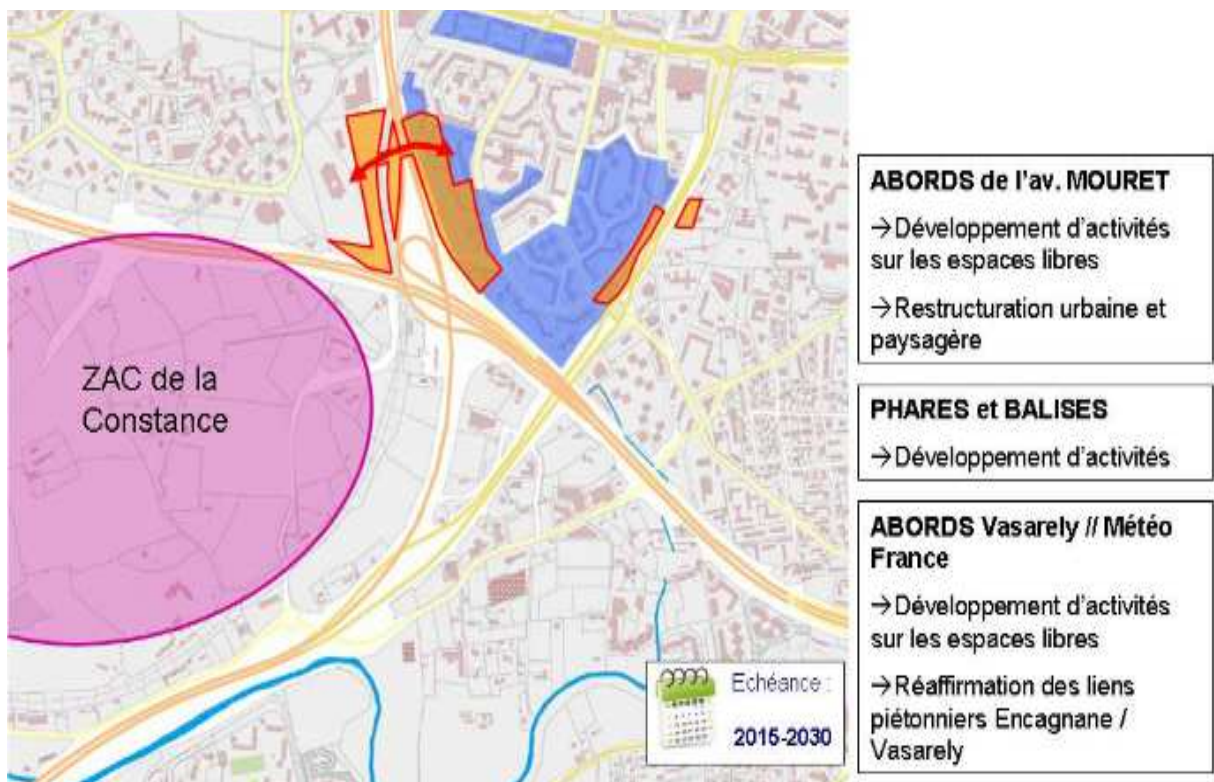 ZAC de la
Constance
Echéance :
2015-2030
ABORDS de l'av. MOURET
→Développement d'activités
sur les espaces libres
→Restructuration urbaine et
paysagère
PHARES et BALISES
→Développement d'activités
ABORDS Vasarely // Météo
France
→Développement d'activités
sur les espaces libres
→Réaffirmation des liens
piétonniers Encagnane /
Vasarely